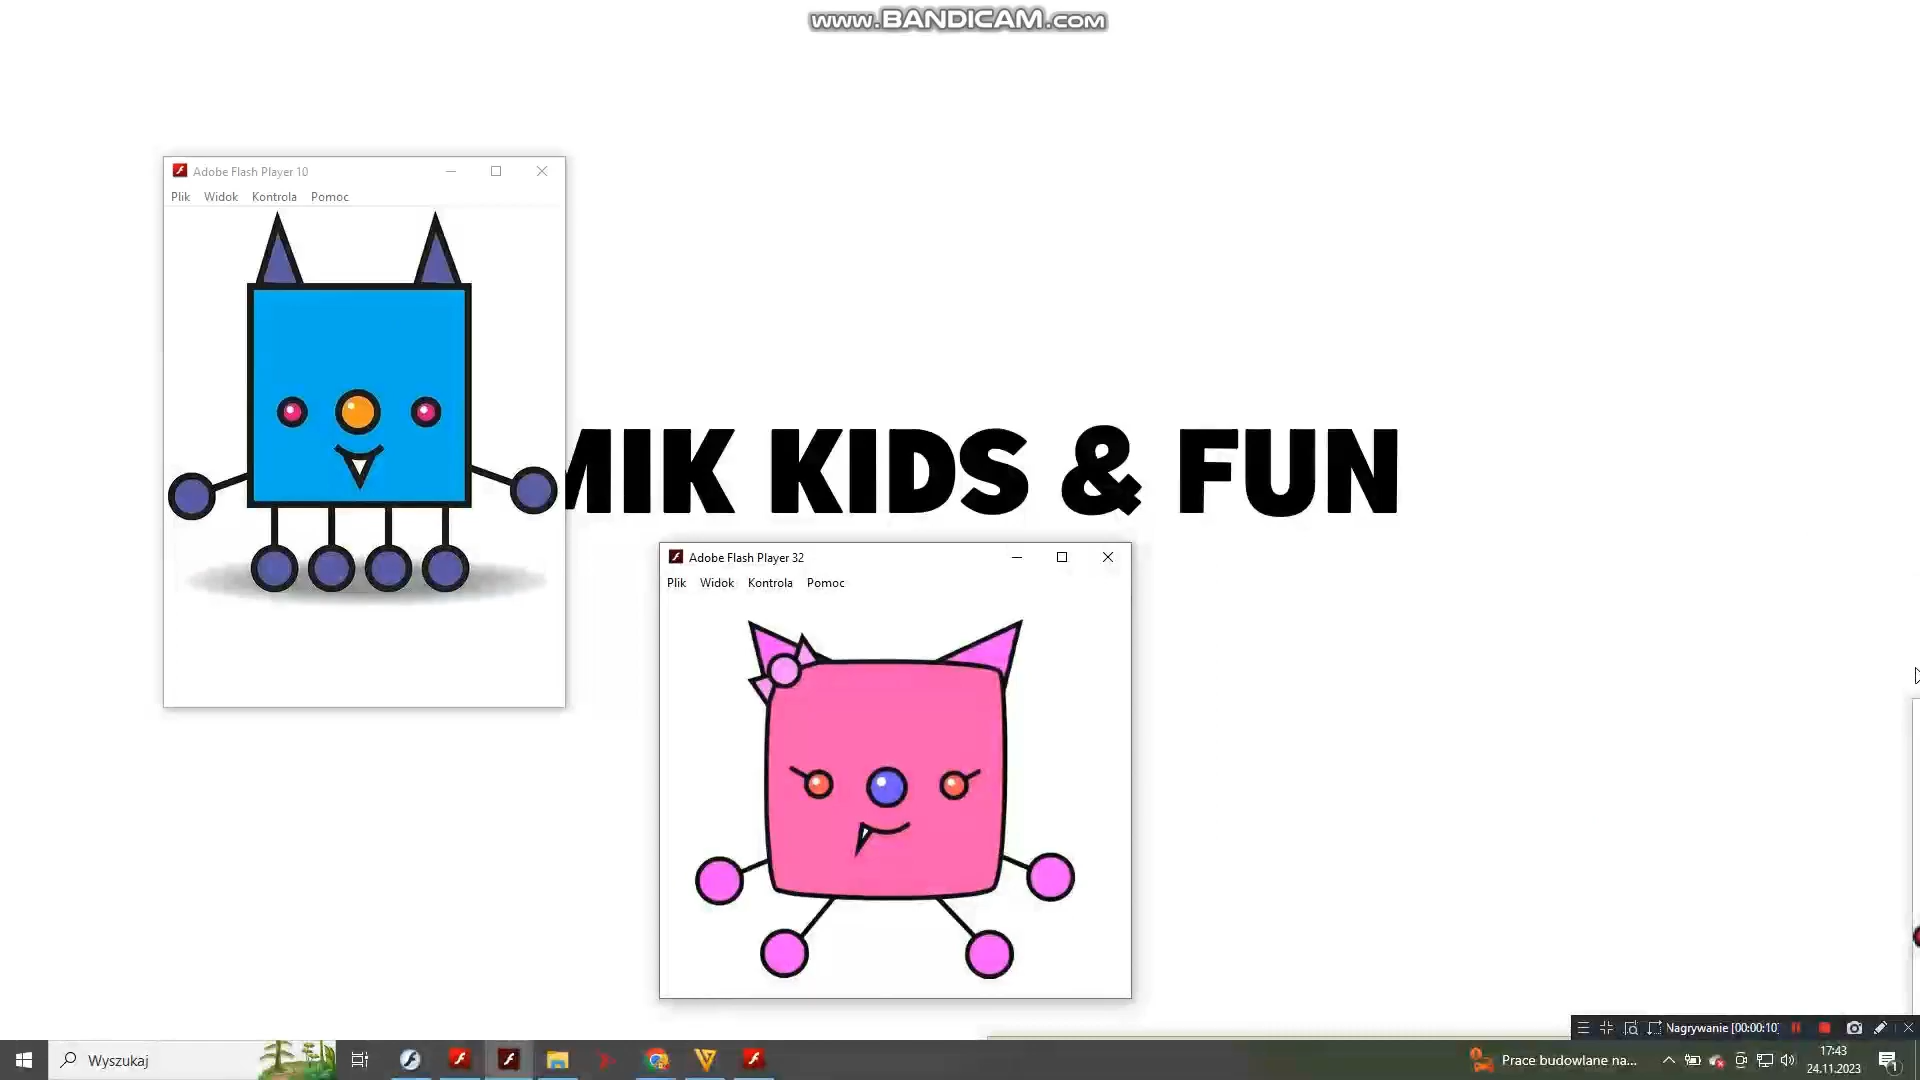 www.BANDICAM.com
Adobe Flash Player 10
Plik Widok Kontrola Pomoc
MIK KIDS & FUN
Adobe Flash Player 32
Plik Widok Kontrola Pomoc
Nagrywanie [00:00:10]
Wyszukaj
Prace budowlane na...
17:43
24.11.2023
1